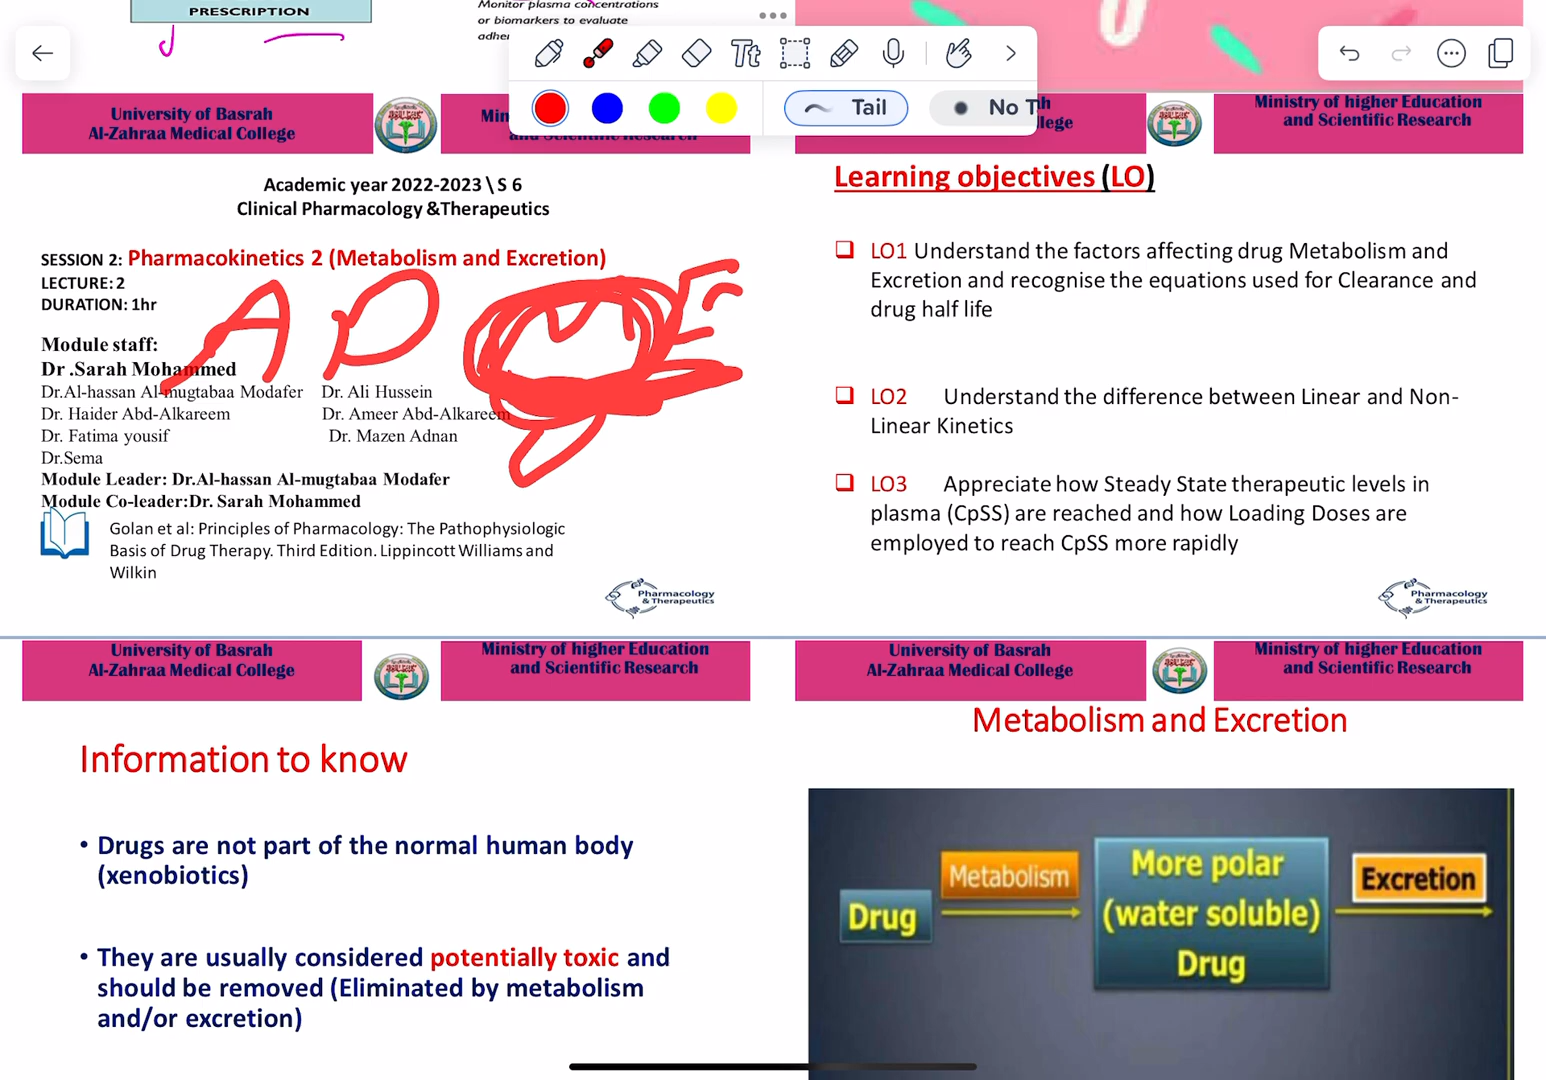 PRESCRIPTION
Monitor plasma concentrations
or biomarkers to evaluate
Tt
Tail
No T
University of Basrah
Al-Zahraa Medical College
Academic year 2022-2023 \ S 6
Clinical Pharmacology &Therapeutics
SESSION 2: Pharmacokinetics 2 (Metabolism and Excretion)
LECTURE: 2
DURATION: 1hr
A D M E
Module staff:
Dr .Sarah Mohammed
Dr.Al-hassan Al-mugtabaa Modafer Dr. Ali Hussein
Dr. Haider Abd-Alkareem Dr. Ameer Abd-Alkareem
Dr. Fatima yousif Dr. Mazen Adnan
Dr.Sema
Module Leader: Dr.Al-hassan Al-mugtabaa Modafer
Module Co-leader:Dr. Sarah Mohammed
Golan et al: Principles of Pharmacology: The Pathophysiologic
Basis of Drug Therapy. Third Edition. Lippincott Williams and
Wilkin
Pharmacology
& Therapeutics
Ministry of higher Education
and Scientific Research
Learning objectives (LO)
LO1 Understand the factors affecting drug Metabolism and
Excretion and recognise the equations used for Clearance and
drug half life
LO2 Understand the difference between Linear and Non-
Linear Kinetics
LO3 Appreciate how Steady State therapeutic levels in
plasma (CpSS) are reached and how Loading Doses are
employed to reach CpSS more rapidly
Pharmacology
& Therapeutics
University of Basrah
Al-Zahraa Medical College
Ministry of higher Education
and Scientific Research
Information to know
• Drugs are not part of the normal human body
(xenobiotics)
• They are usually considered potentially toxic and
should be removed (Eliminated by metabolism
and/or excretion)
University of Basrah
Al-Zahraa Medical College
Ministry of higher Education
and Scientific Research
Metabolism and Excretion
Drug
Metabolism
More polar
(water soluble)
Drug
Excretion